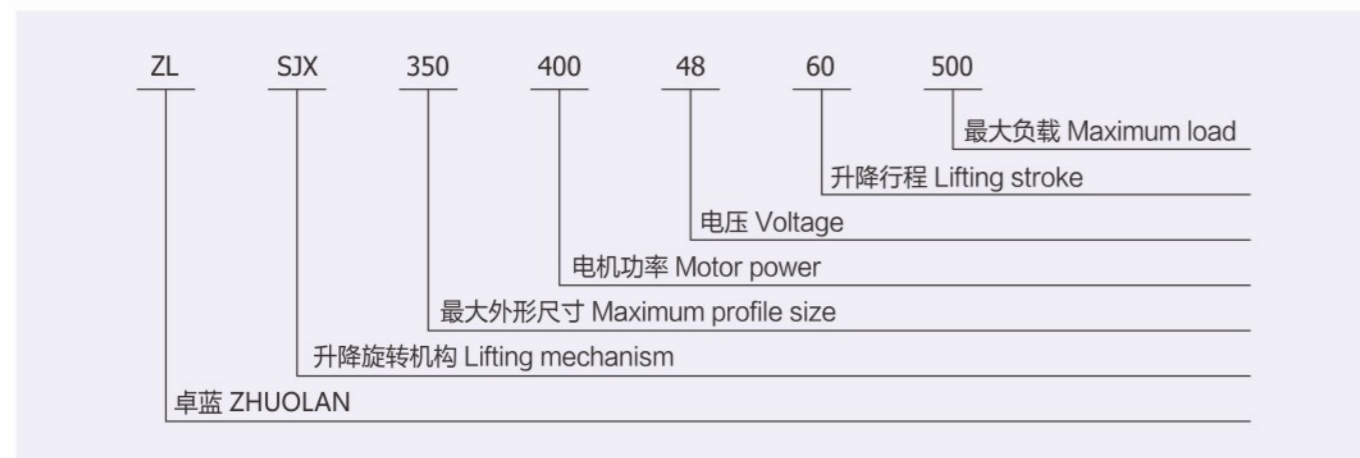 ZL SJX 350 400 48 60 500
最大负载 Maximum load
升降行程 Lifting stroke
电压 Voltage
电机功率 Motor power
最大外形尺寸 Maximum profile size
升降旋转机构 Lifting mechanism
卓蓝 ZHUOLAN